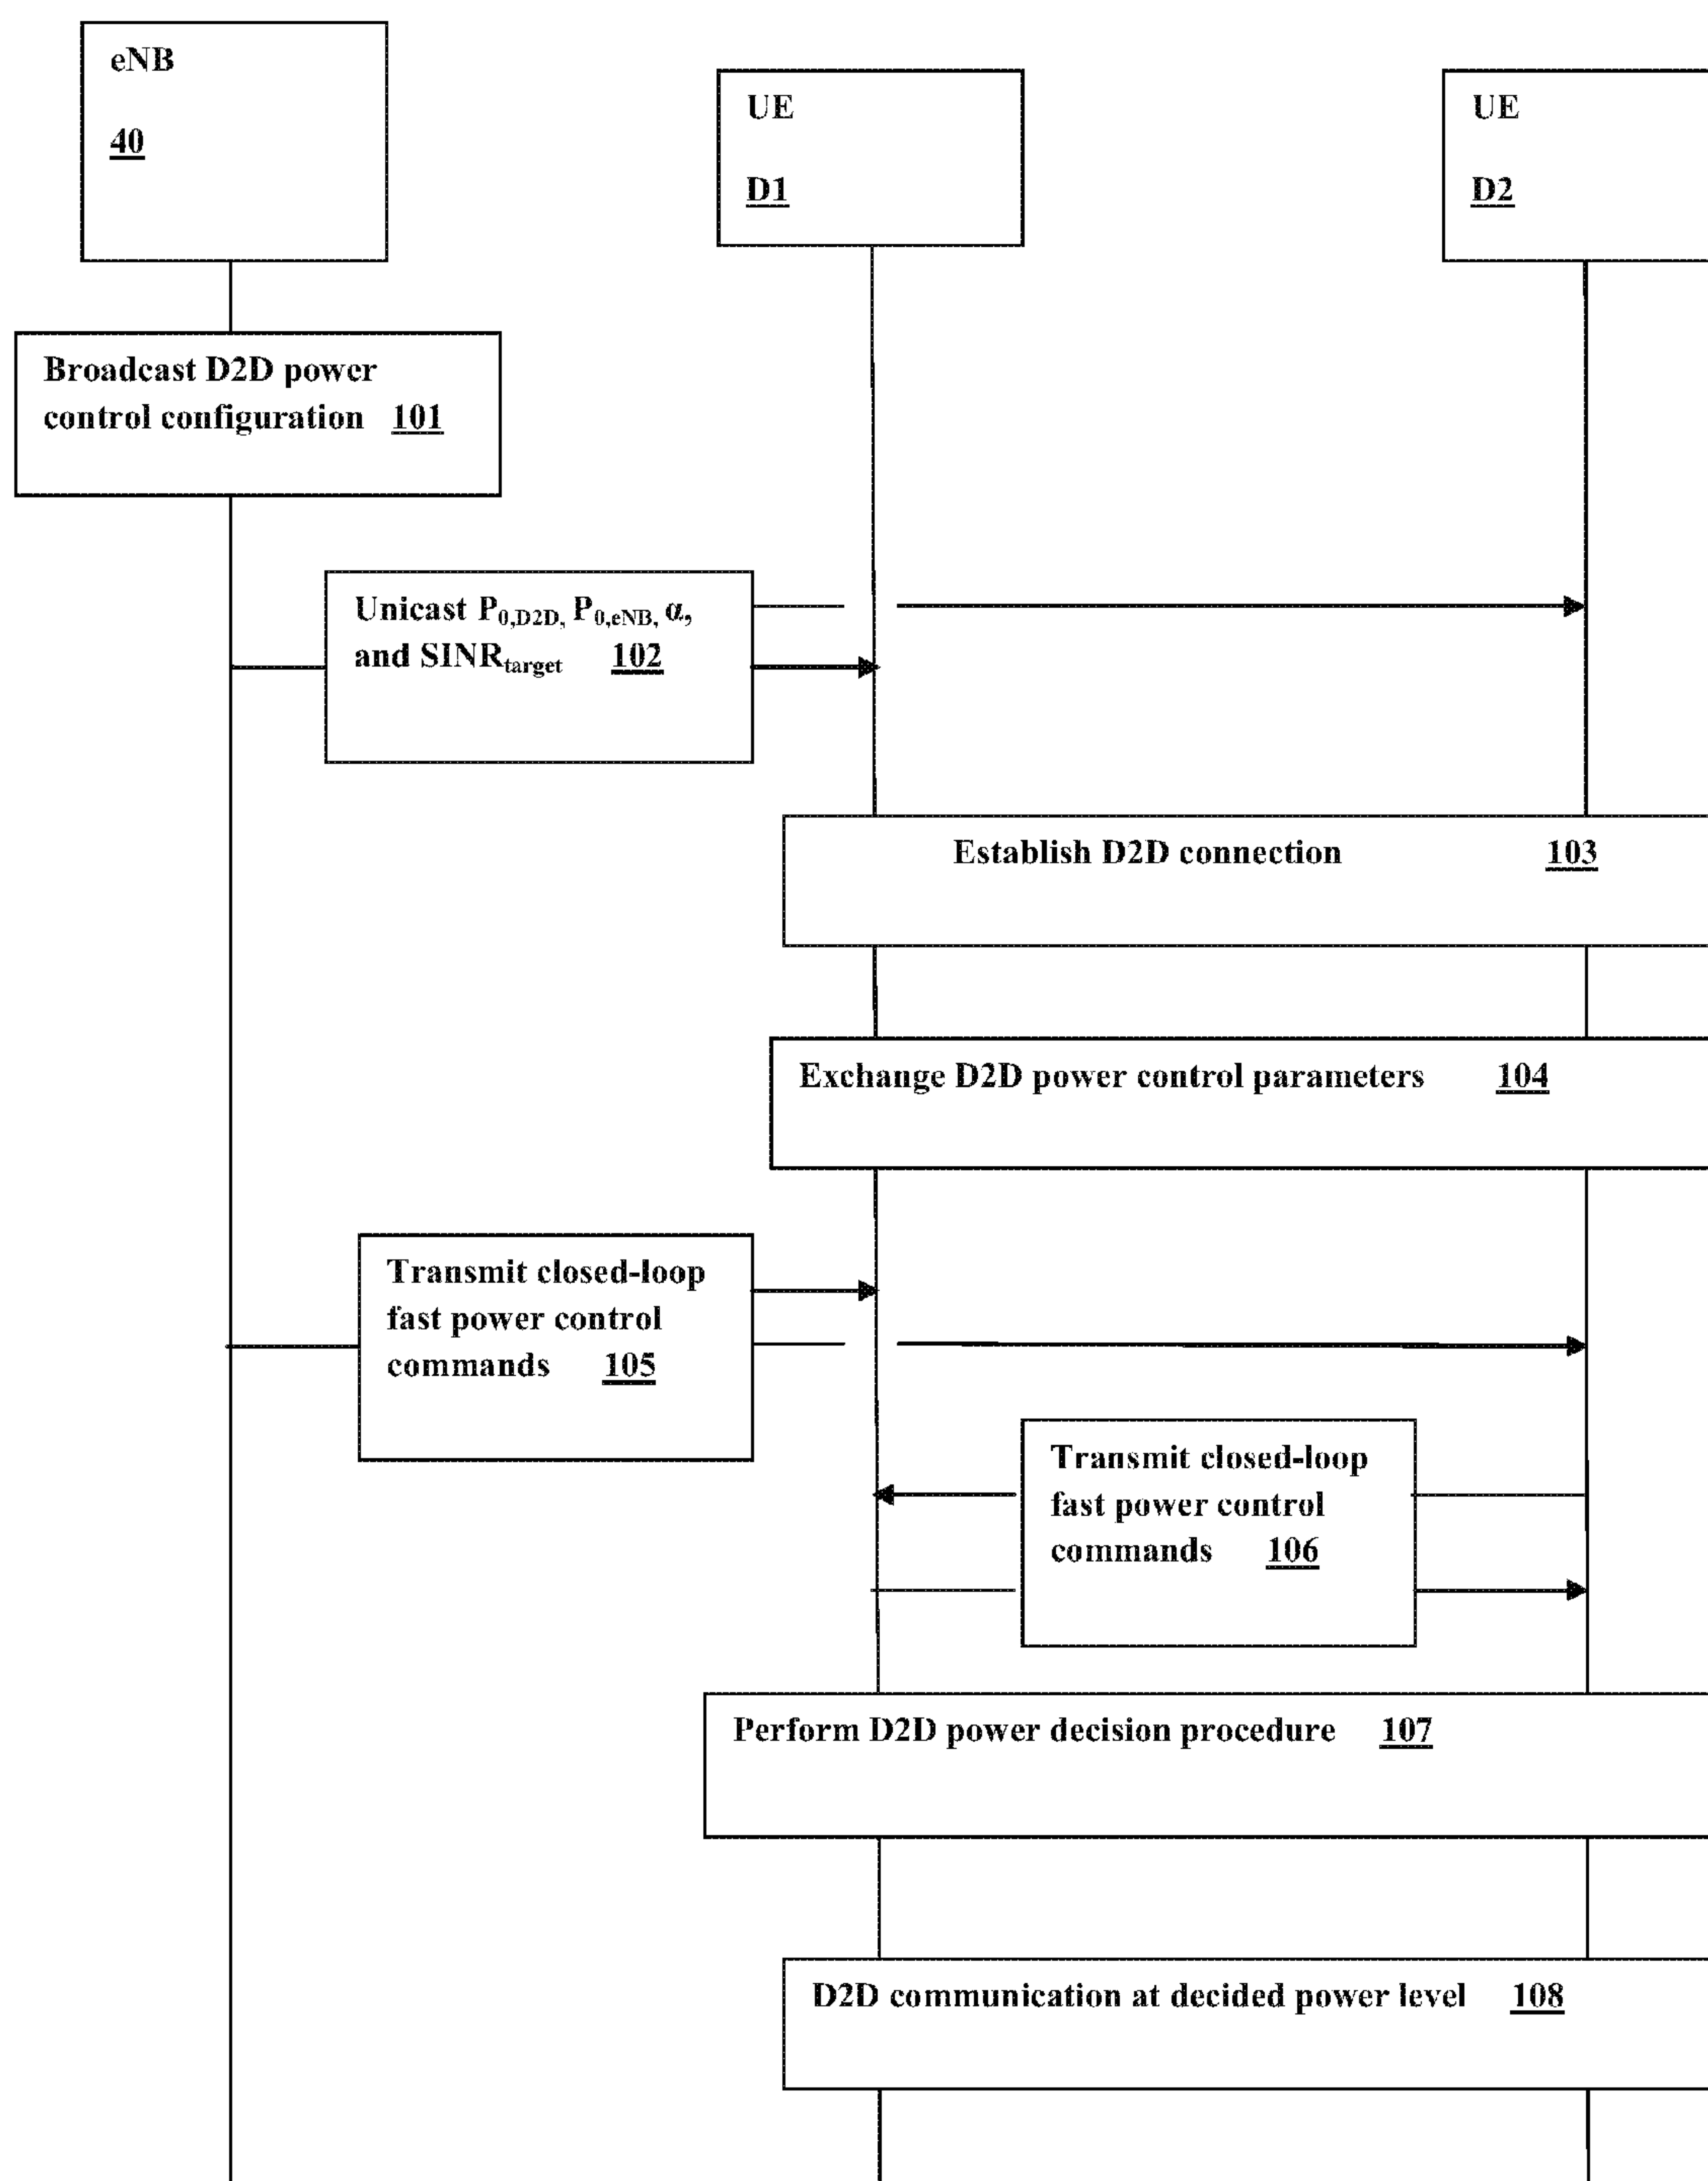 eNB
40
UE
D1
UE
D2
Broadcast D2D power
control configuration 101
Unicast P0,D2D, P0,eNB, α,
and SINRtarget 102
Establish D2D connection 103
Exchange D2D power control parameters 104
Transmit closed-loop
fast power control
commands 105
Transmit closed-loop
fast power control
commands 106
Perform D2D power decision procedure 107
D2D communication at decided power level 108